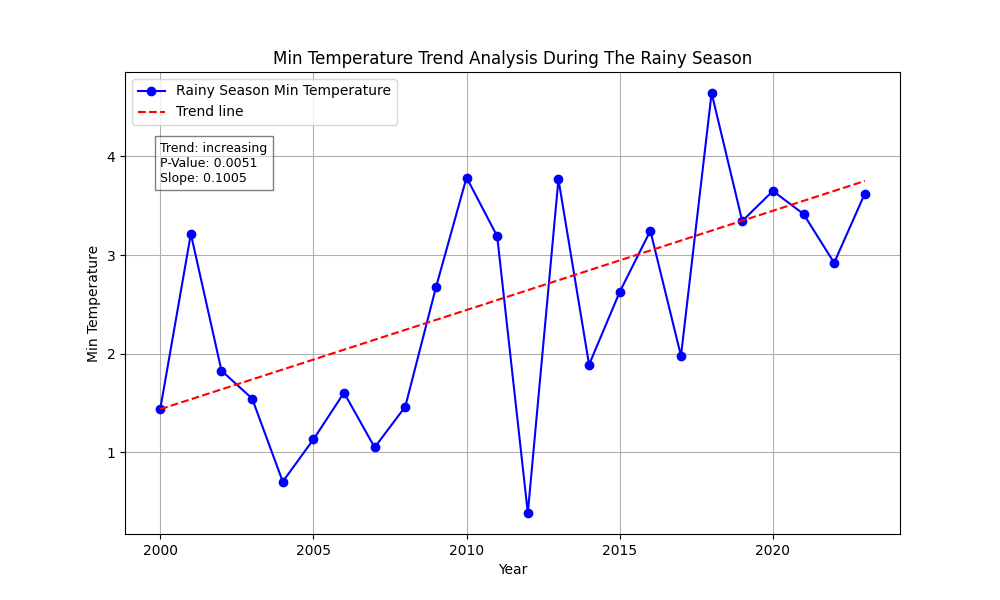 Min Temperature Trend Analysis During The Rainy Season
Rainy Season Min Temperature
Trend line
Trend: increasing
P-Value: 0.0051
Slope: 0.1005
4
3
2
1
Min Temperature
2000 2005 2010 2015 2020
Year